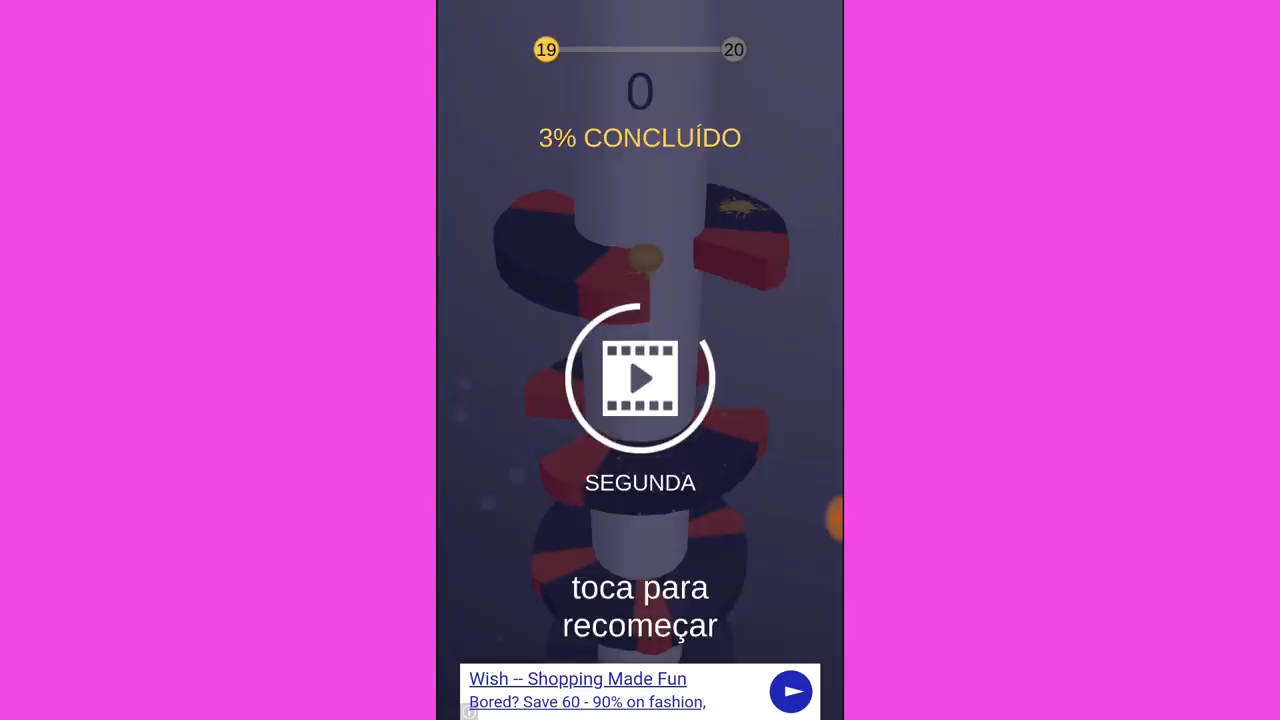 19
20
0
3% CONCLUÍDO
SEGUNDA
toca para
recomeçar
Wish -- Shopping Made Fun
Bored? Save 60 - 90% on fashion,